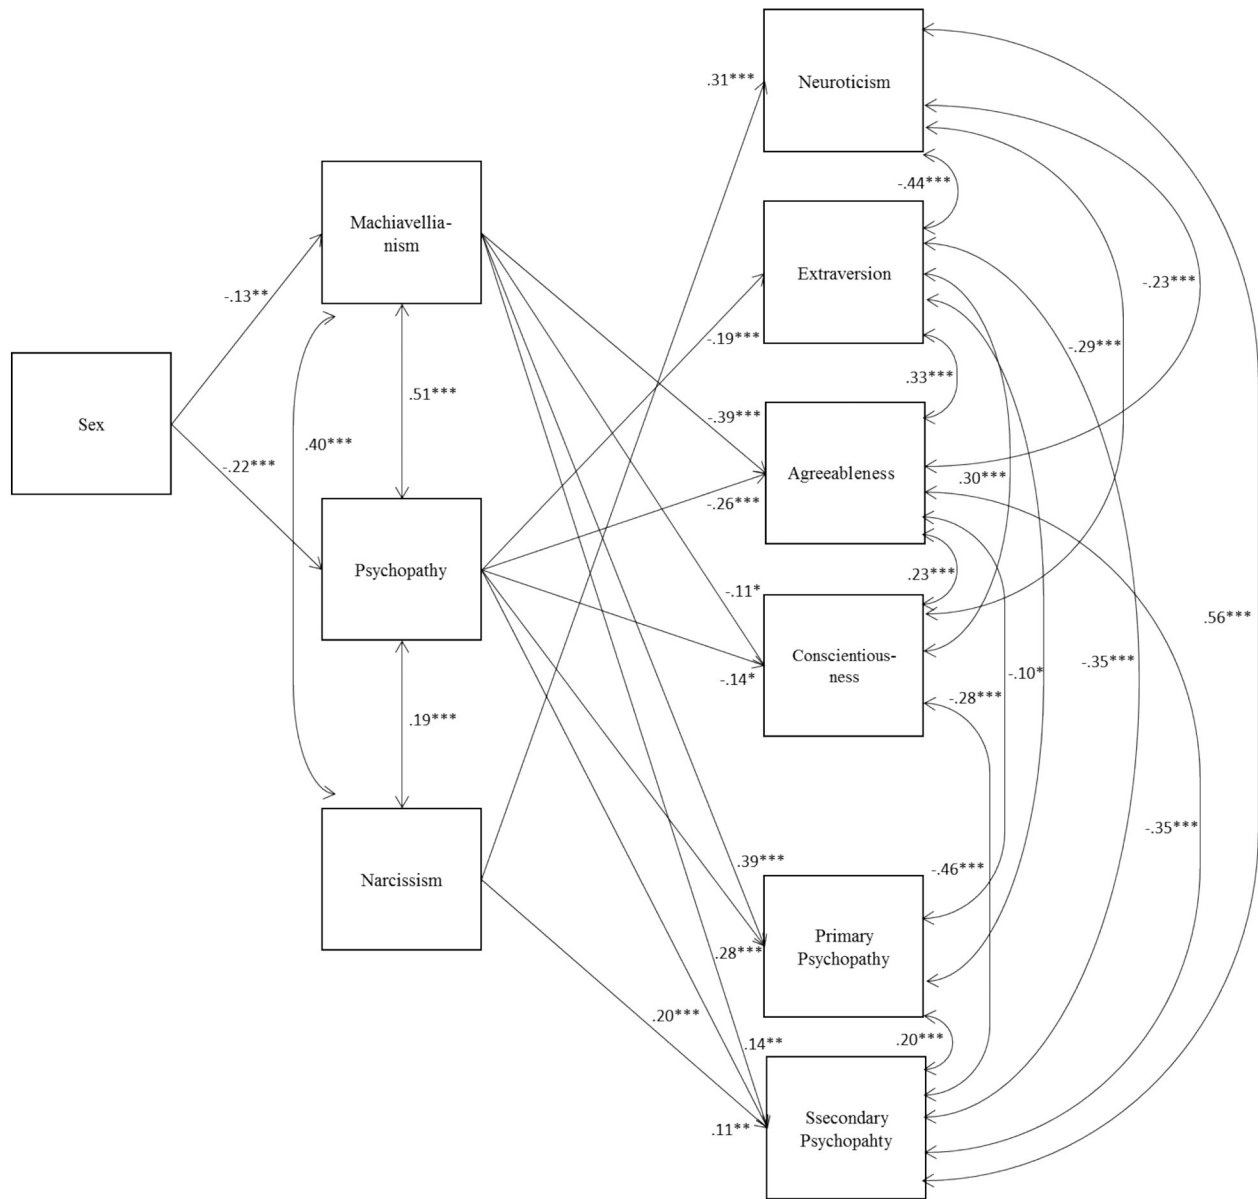 Neuroticism
.31***
-.44***
Machiavellia-
nism
Extraversion
-.13**
-.23***
-.19***
-.29***
.33***
Sex
.51***
.40***
-.39***
-.22***
Agreeableness
.30***
-.26***
Psychopathy
.23***
-.11*
.56***
Conscientious-
ness
-.10*
-.35***
-.14*
-.28***
.19***
-.35***
.39***
-.46***
Narcissism
Primary
Psychopathy
.28***
.20***
.14**
.20***
Ssecondary
Psychopahty
.11**